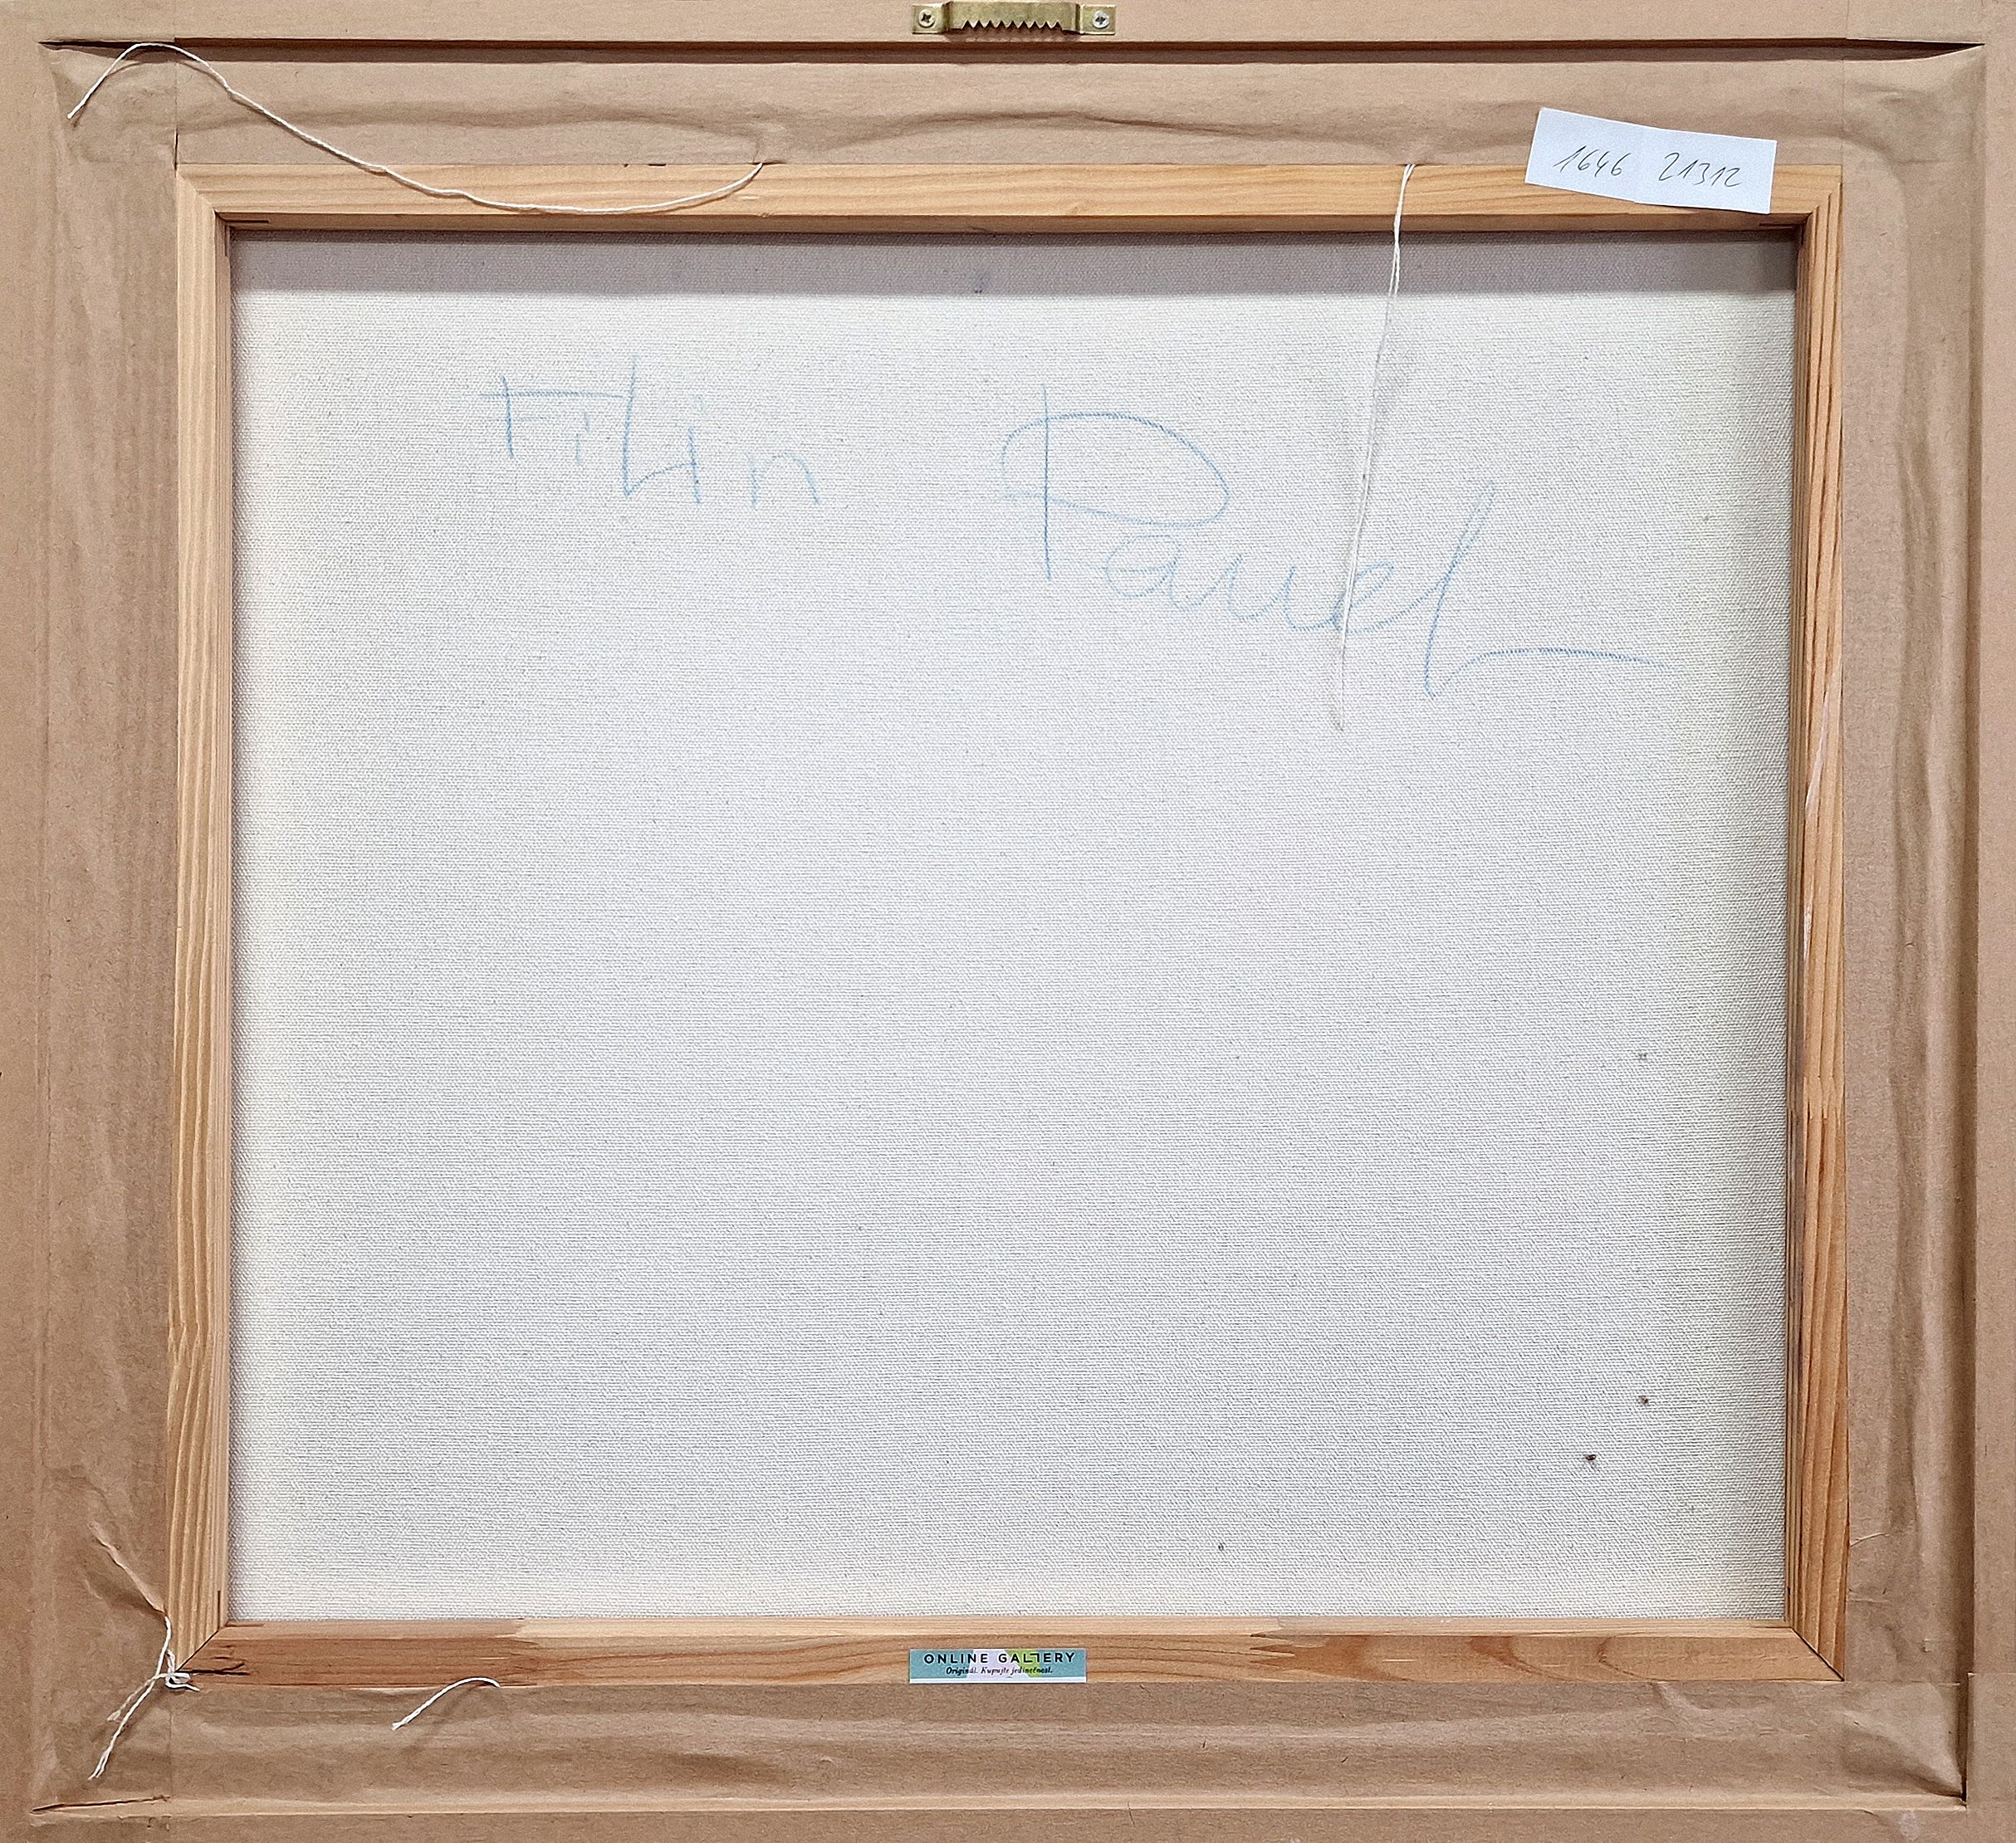 1646 21312
Filin Pavel
ONLINE GALLERY
Originál. Kupujte jedinečnost.